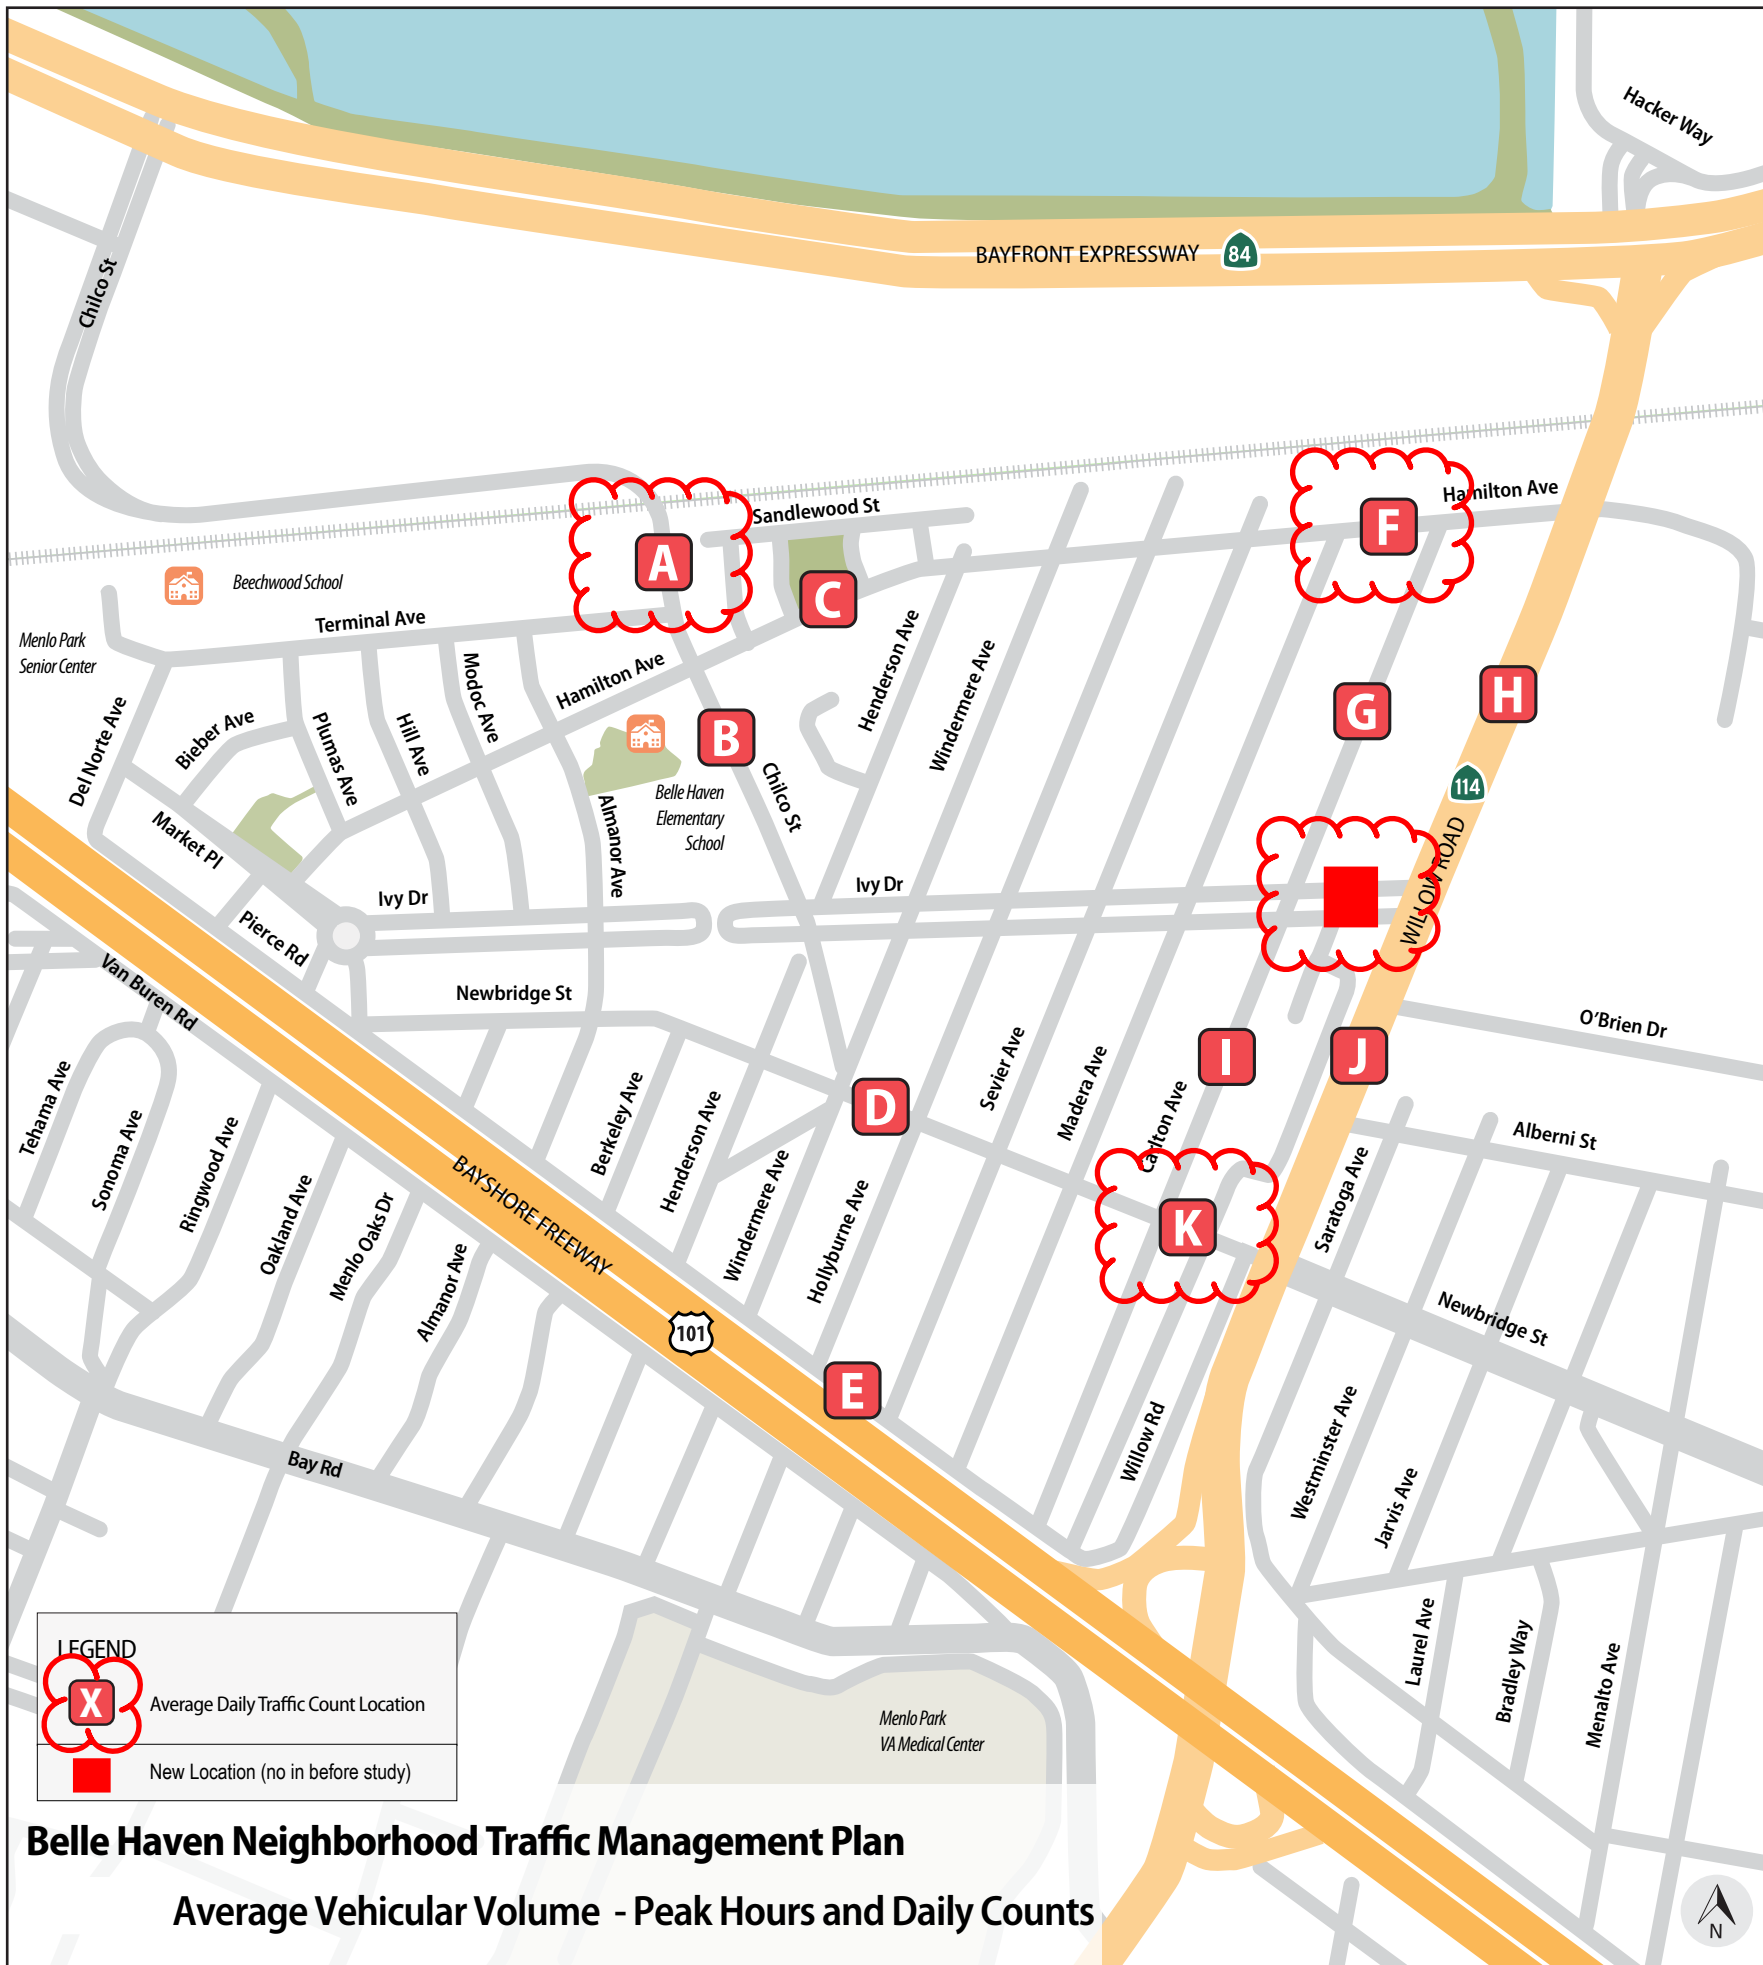 Hacker Way
BAYFRONT EXPRESSWAY
84
Chilco St
Hamilton Ave
Sandlewood St
F
A
C
Beechwood School
Terminal Ave
Menlo Park
Senior Center
Henderson Ave
Windermere Ave
Hamilton Ave
Modoc Ave
Del Norte Ave
Bieber Ave
Plumas Ave
Hill Ave
B
G
H
114
Chilco St
Belle Haven
Elementary
School
Almanor Ave
Market Pl
WILLOW ROAD
Ivy Dr
Ivy Dr
Pierce Rd
Van Buren Rd
Newbridge St
O'Brien Dr
Tehama Ave
Sonoma Ave
Ringwood Ave
Oakland Ave
Menlo Oaks Dr
Almanor Ave
BAYSHORE FREEWAY
101
Berkeley Ave
Henderson Ave
Windermere Ave
Hollyburne Ave
D
Sevier Ave
Madera Ave
Carlton Ave
I
J
K
Alberni St
Saratoga Ave
Newbridge St
E
Willow Rd
Westminster Ave
Jarvis Ave
Bay Rd
Laurel Ave
Bradley Way
Menalto Ave
Menlo Park
VA Medical Center
LEGEND
X
Average Daily Traffic Count Location
New Location (no in before study)
Belle Haven Neighborhood Traffic Management Plan
Average Vehicular Volume - Peak Hours and Daily Counts
N